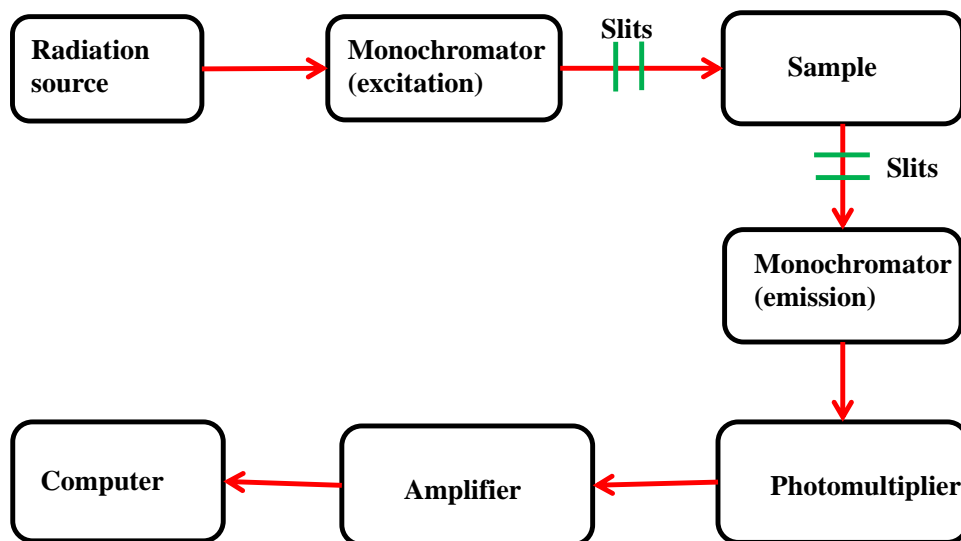 Radiation
source
Monochromator
(excitation)
Slits
Sample
Slits
Monochromator
(emission)
Photomultiplier
Amplifier
Computer